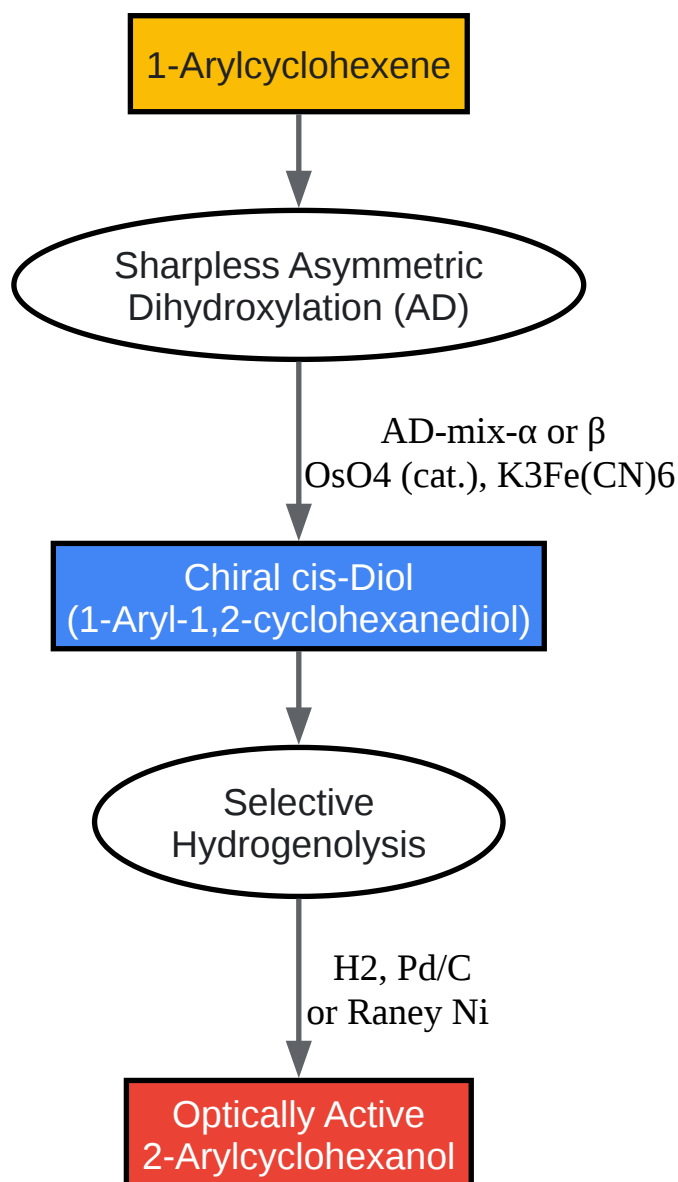 1-Arylcyclohexene
Sharpless Asymmetric
Dihydroxylation (AD)
AD-mix-α or β
OsO4 (cat.), K3Fe(CN)6
Chiral cis-Diol
(1-Aryl-1,2-cyclohexanediol)
Selective
Hydrogenolysis
H2, Pd/C
or Raney Ni
Optically Active
2-Arylcyclohexanol